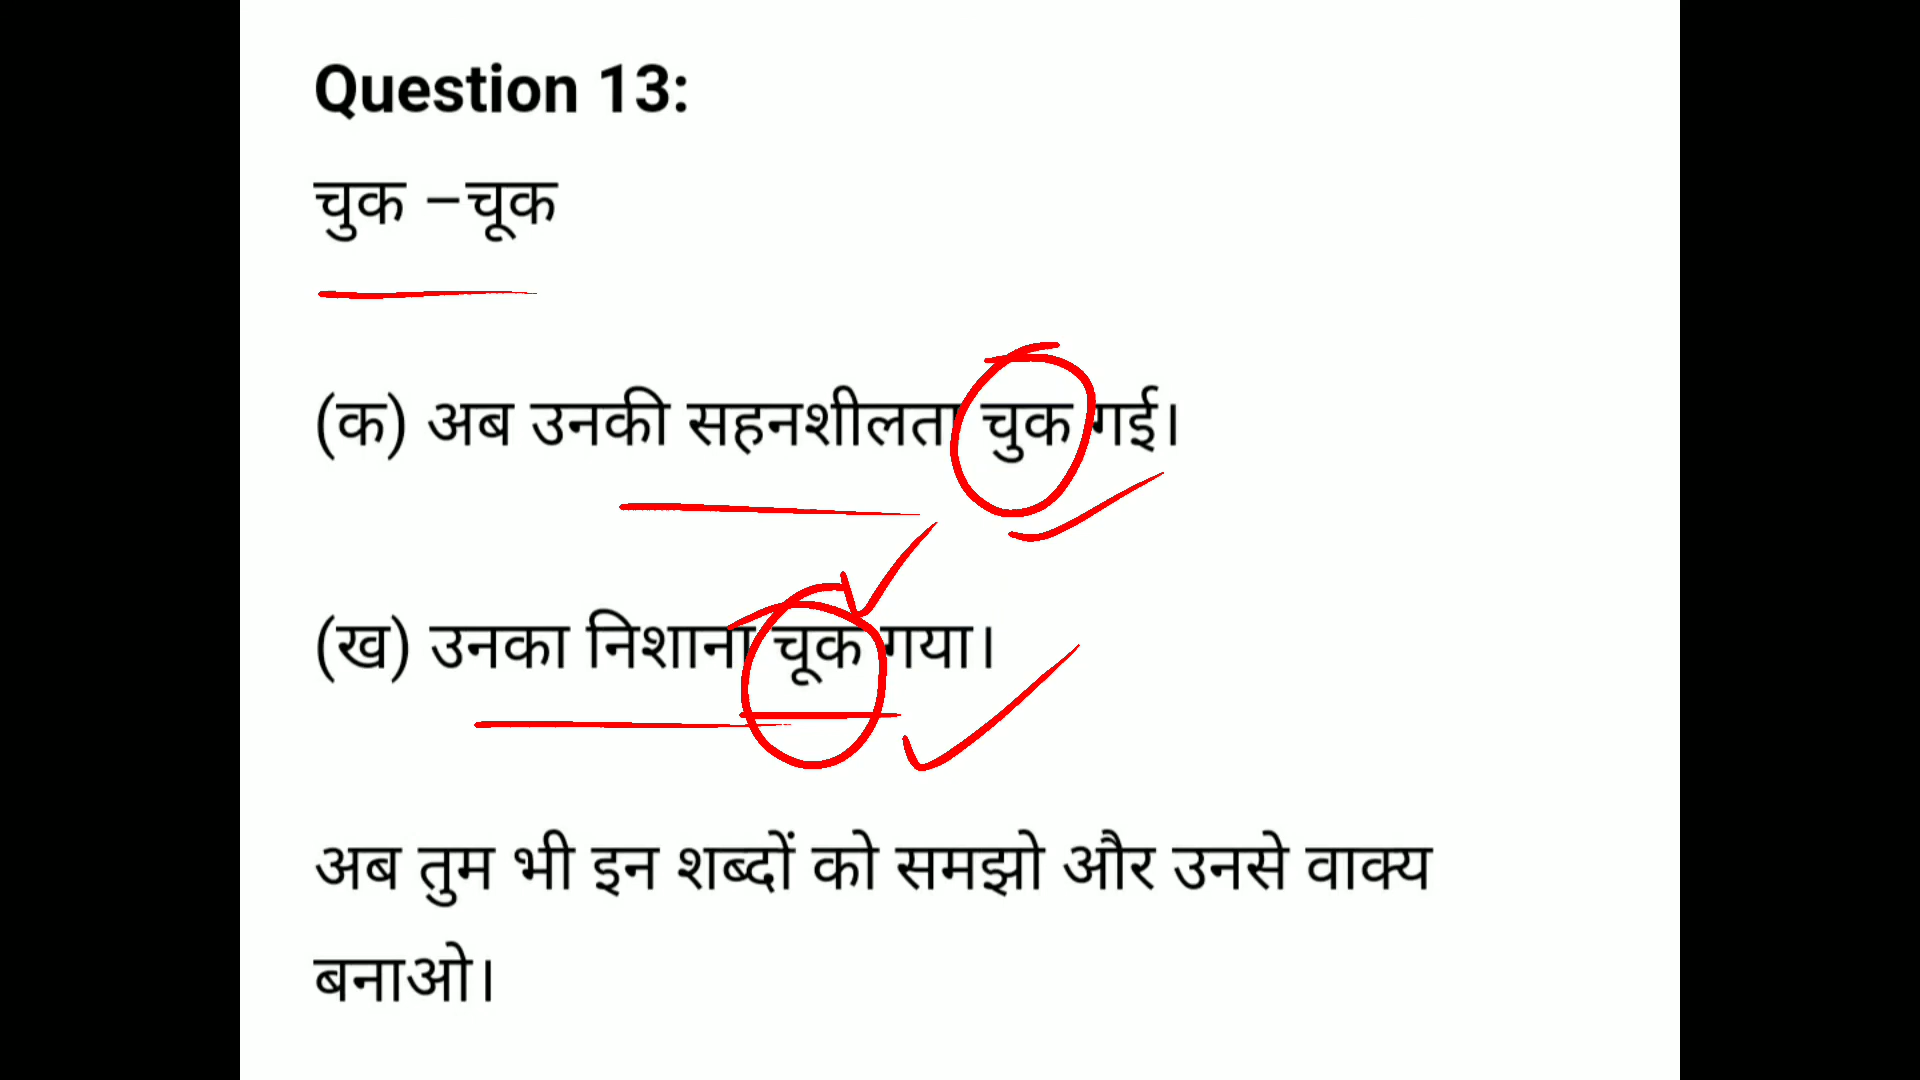 Question 13:
चुक –चूक
(क) अब उनकी सहनशीलता चुक गई।
(ख) उनका निशाना चूक गया।
अब तुम भी इन शब्दों को समझो और उनसे वाक्य
बनाओ।